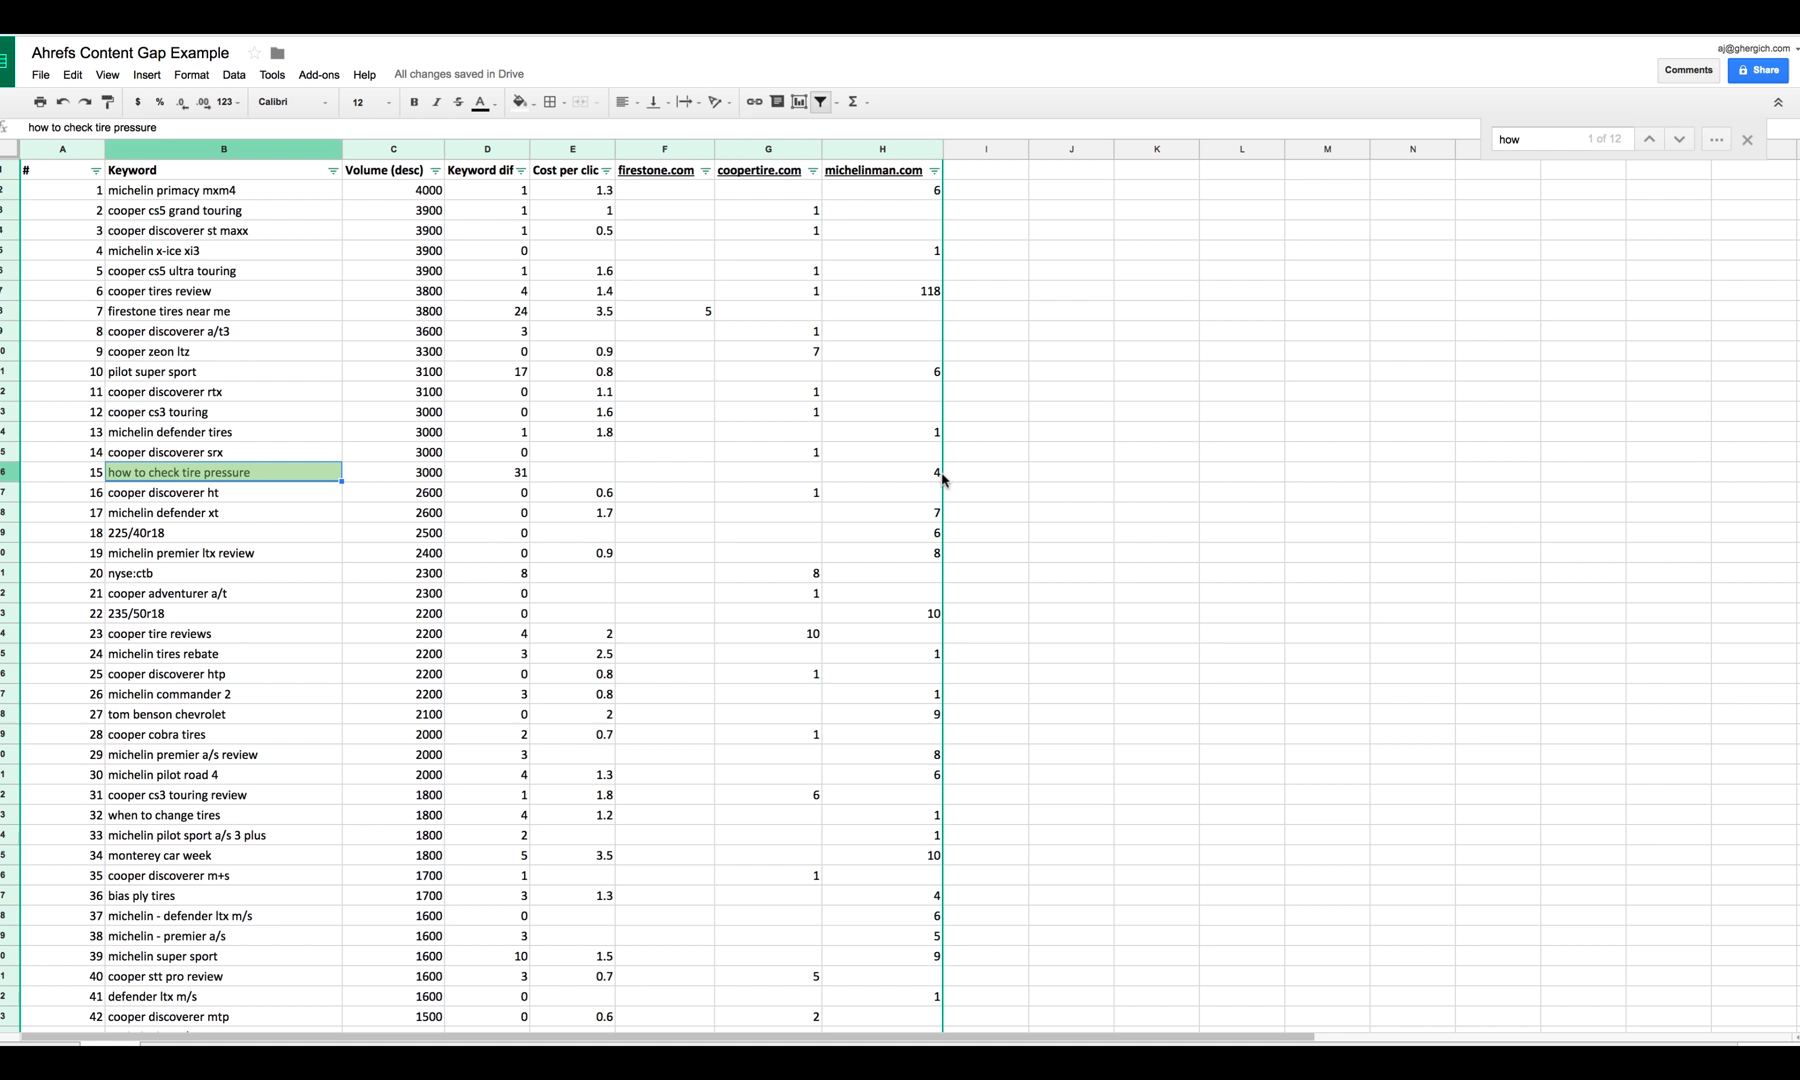 Ahrefs Content Gap Example
aj@ghergich.com
File Edit View Insert Format Data Tools Add-ons Help All changes saved in Drive
Comments Share
$ % .0 .00 123 Calibri 12 B I S A Σ
how to check tire pressure
how 1 of 12
A B C D E F G H I J K L M N
# Keyword Volume (desc) Keyword dif Cost per clic firestone.com coopertire.com michelinman.com
1 michelin primacy mxm4 4000 1 1.3 6
2 cooper cs5 grand touring 3900 1 1 1
3 cooper discoverer st maxx 3900 1 0.5 1
4 michelin x-ice xi3 3900 0 1
5 cooper cs5 ultra touring 3900 1 1.6 1
6 cooper tires review 3800 4 1.4 1 118
7 firestone tires near me 3800 24 3.5 5
8 cooper discoverer a/t3 3600 3 1
9 cooper zeon ltz 3300 0 0.9 7
10 pilot super sport 3100 17 0.8 6
11 cooper discoverer rtx 3100 0 1.1 1
12 cooper cs3 touring 3000 0 1.6 1
13 michelin defender tires 3000 1 1.8 1
14 cooper discoverer srx 3000 0 1
15 how to check tire pressure 3000 31 4
16 cooper discoverer ht 2600 0 0.6 1
17 michelin defender xt 2600 0 1.7 7
18 225/40r18 2500 0 6
19 michelin premier ltx review 2400 0 0.9 8
20 nyse:ctb 2300 8 8
21 cooper adventurer a/t 2300 0 1
22 235/50r18 2200 0 10
23 cooper tire reviews 2200 4 2 10
24 michelin tires rebate 2200 3 2.5 1
25 cooper discoverer htp 2200 0 0.8 1
26 michelin commander 2 2200 3 0.8 1
27 tom benson chevrolet 2100 0 2 9
28 cooper cobra tires 2000 2 0.7 1
29 michelin premier a/s review 2000 3 8
30 michelin pilot road 4 2000 4 1.3 6
31 cooper cs3 touring review 1800 1 1.8 6
32 when to change tires 1800 4 1.2 1
33 michelin pilot sport a/s 3 plus 1800 2 1
34 monterey car week 1800 5 3.5 10
35 cooper discoverer m+s 1700 1 1
36 bias ply tires 1700 3 1.3 4
37 michelin - defender ltx m/s 1600 0 6
38 michelin - premier a/s 1600 3 5
39 michelin super sport 1600 10 1.5 9
40 cooper stt pro review 1600 3 0.7 5
41 defender ltx m/s 1600 0 1
42 cooper discoverer mtp 1500 0 0.6 2